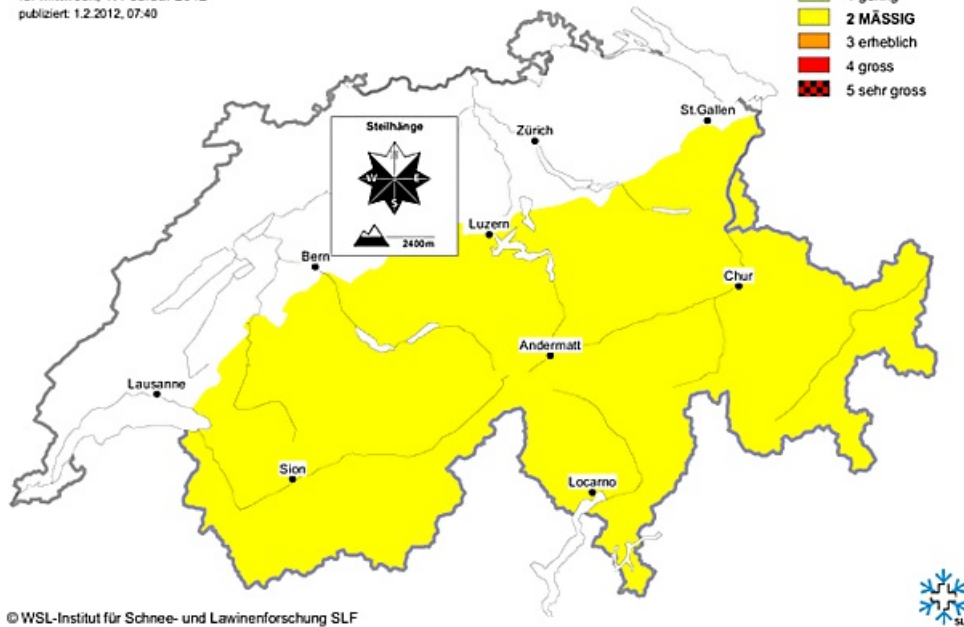 publiziert: 1.2.2012, 07:40
2 MÄSSIG
3 erheblich
4 gross
5 sehr gross
St.Gallen
Zürich
Steilhänge
W E
S
2400m
Luzern
Bern
Chur
Andermatt
Lausanne
Sion
Locarno
© WSL-Institut für Schnee- und Lawinenforschung SLF
SLF